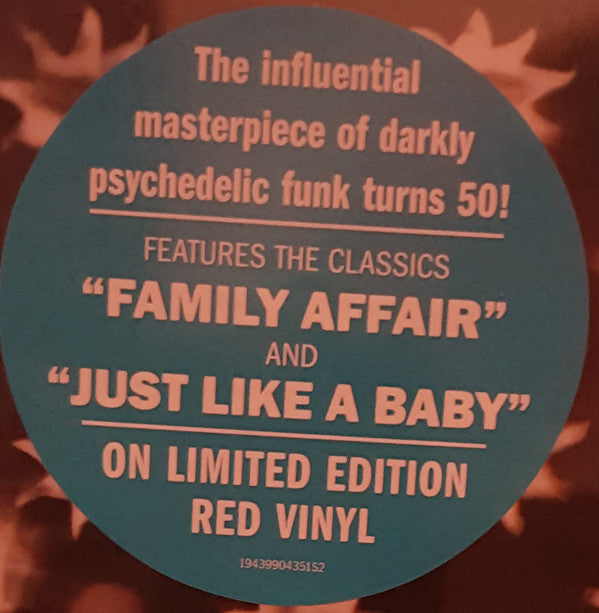 The influential
masterpiece of darkly
psychedelic funk turns 50!
FEATURES THE CLASSICS
“FAMILY AFFAIR”
AND
“JUST LIKE A BABY”
ON LIMITED EDITION
RED VINYL
19439904351S2